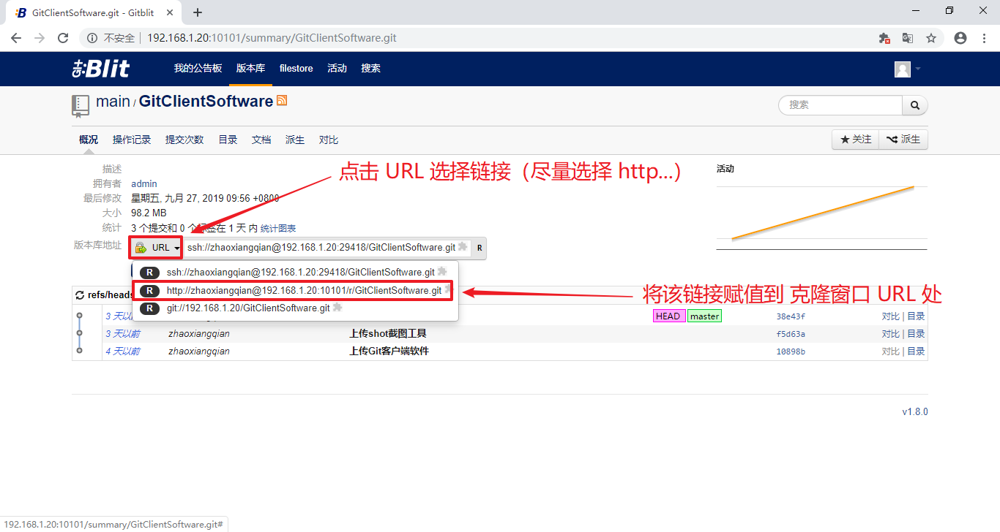 GitClientSoftware.git - Gitblit
不安全 192.168.1.20:10101/summary/GitClientSoftware.git
Blit 我的公告板 版本库 filestore 活动 搜索
main / GitClientSoftware
搜索
概况 操作记录 提交次数 目录 文档 派生 对比
★ 关注 派生
点击 URL 选择链接（尽量选择 http...）
描述
活动
拥有者 admin
最后修改 星期五, 九月 27, 2019 09:56 +0800
大小 98.2 MB
统计 3 个提交和 0 个标签在 1 天 内 统计图表
版本库地址 URL ssh://zhaoxiangqian@192.168.1.20:29418/GitClientSoftware.git R
R ssh://zhaoxiangqian@192.168.1.20:29418/GitClientSoftware.git
R http://zhaoxiangqian@192.168.1.20:10101/r/GitClientSoftware.git
将该链接赋值到 克隆窗口 URL 处
refs/heads
R git://192.168.1.20/GitClientSoftware.git
3 天以前 HEAD master 38e43f 对比 | 目录
3 天以前 zhaoxiangqian 上传shot截图工具 f5d63a 对比 | 目录
4 天以前 zhaoxiangqian 上传Git客户端软件 10898b 对比 | 目录
v1.8.0
192.168.1.20:10101/summary/GitClientSoftware.git#